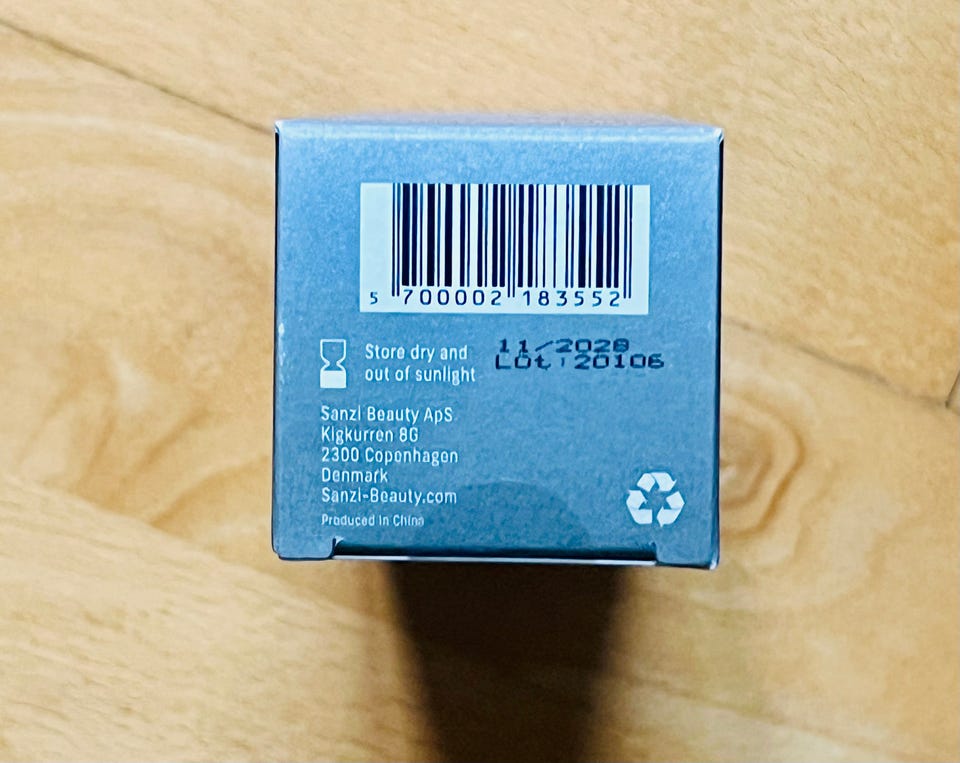 5 700002 183552
Store dry and
out of sunlight
11/2028
LOt: 20106
Sanzi Beauty ApS
Kigkurren 8G
2300 Copenhagen
Denmark
Sanzi-Beauty.com
Produced in China